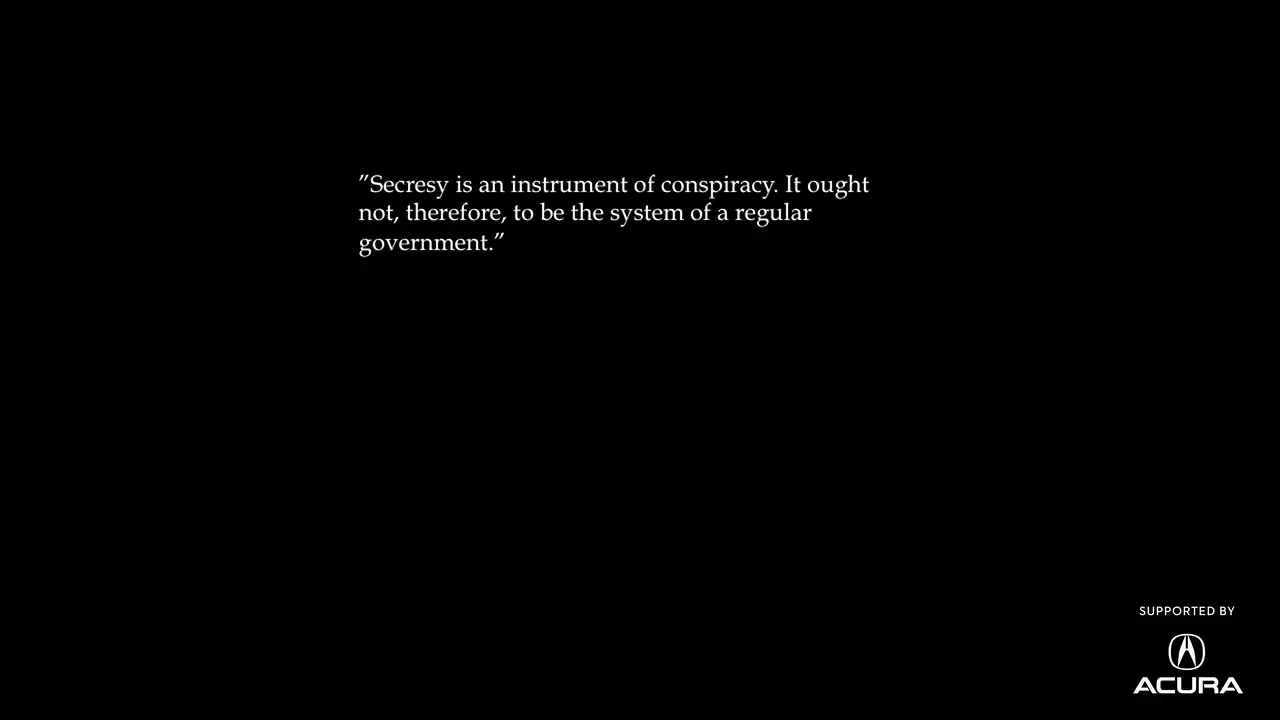 ”Secresy is an instrument of conspiracy. It ought
not, therefore, to be the system of a regular
government.”
SUPPORTED BY
ACURA